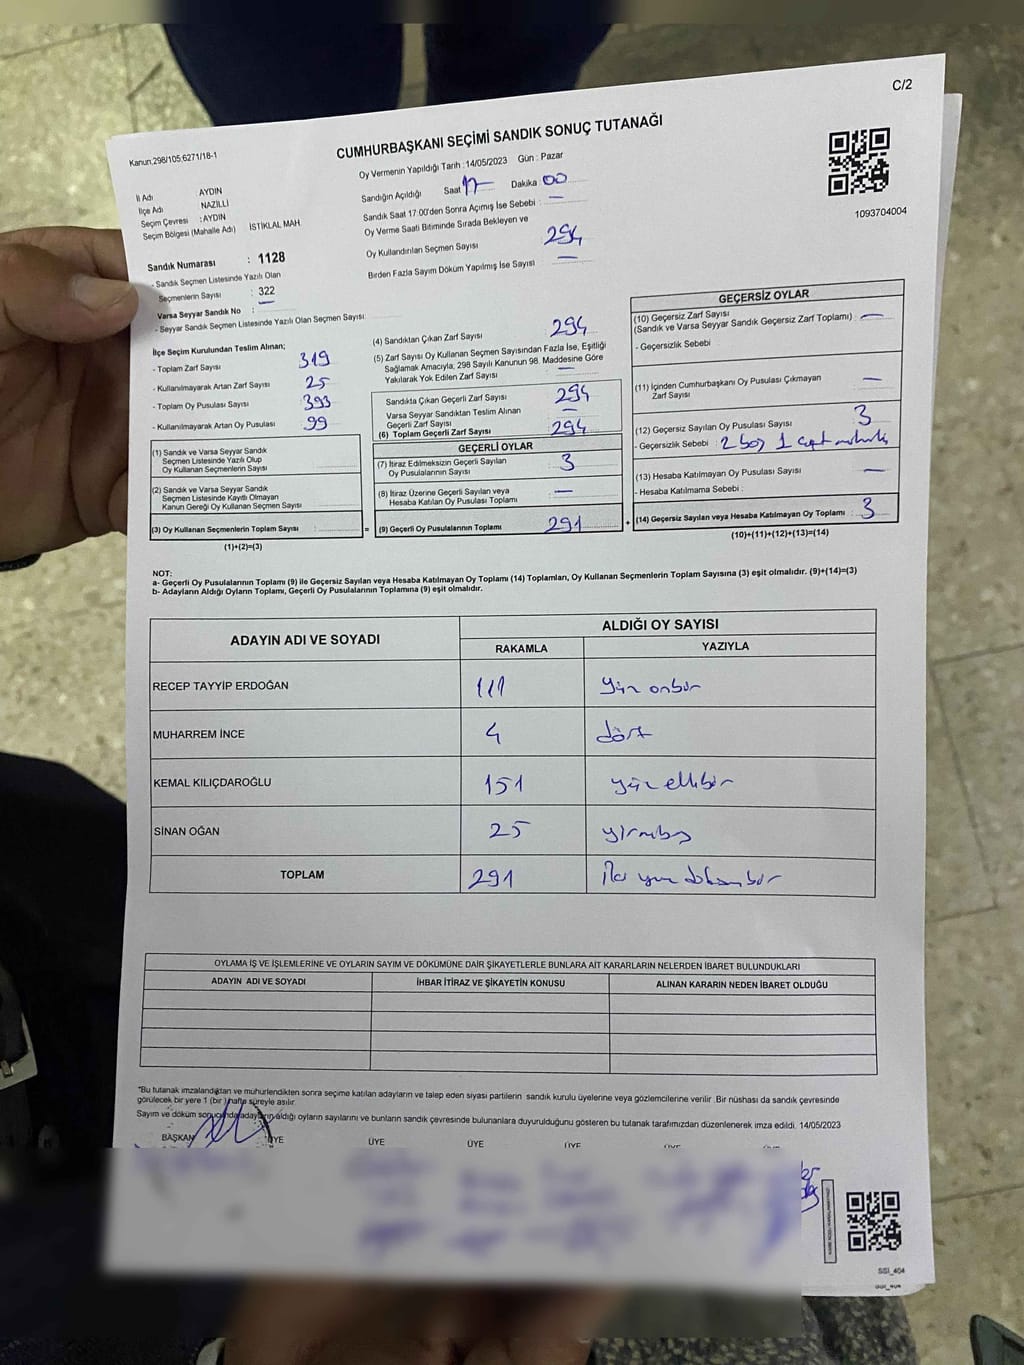 C/2
Kanun:298/105;6271/18-1
CUMHURBAŞKANI SEÇİMİ SANDIK SONUÇ TUTANAĞI
1093704004
İl Adı AYDIN
İlçe Adı NAZİLLİ
Seçim Çevresi : AYDIN
Seçim Bölgesi (Mahalle Adı) İSTİKLAL MAH
Sandık Numarası : 1128
- Sandık Seçmen Listesinde Yazılı Olan
Seçmenlerin Sayısı : 322
Varsa Seyyar Sandık No : —
- Seyyar Sandık Seçmen Listesinde Yazılı Olan Seçmen Sayısı:
Oy Vermenin Yapıldığı Tarih : 14/05/2023 Gün : Pazar
Sandığın Açıldığı Saat 17 Dakika 00
Sandık Saat 17:00'den Sonra Açımış İse Sebebi : —
Oy Verme Saati Bitiminde Sırada Bekleyen ve
Oy Kullandırılan Seçmen Sayısı 294
Birden Fazla Sayım Döküm Yapılmış İse Sayısı —
İlçe Seçim Kurulundan Teslim Alınan;
- Toplam Zarf Sayısı 319
- Kullanılmayarak Artan Zarf Sayısı 25
- Toplam Oy Pusulası Sayısı 393
- Kullanılmayarak Artan Oy Pusulası 99
(1) Sandık ve Varsa Seyyar Sandık
Seçmen Listesinde Yazılı Olup
Oy Kullanan Seçmenlerin Sayısı
(2) Sandık ve Varsa Seyyar Sandık
Seçmen Listesinde Kayıtlı Olmayan
Kanun Gereği Oy Kullanan Seçmen Sayısı
(3) Oy Kullanan Seçmenlerin Toplam Sayısı :
(1)+(2)=(3)
(4) Sandıktan Çıkan Zarf Sayısı 294
(5) Zarf Sayısı Oy Kullanan Seçmen Sayısından Fazla İse, Eşitliği
Sağlamak Amacıyla, 298 Sayılı Kanunun 98. Maddesine Göre
Yakılarak Yok Edilen Zarf Sayısı —
Sandıkta Çıkan Geçerli Zarf Sayısı 294
Varsa Seyyar Sandıktan Teslim Alınan
Geçerli Zarf Sayısı —
(6) Toplam Geçerli Zarf Sayısı 294
GEÇERLİ OYLAR
(7) İtiraz Edilmeksizin Geçerli Sayılan
Oy Pusulalarının Sayısı 3
(8) İtiraz Üzerine Geçerli Sayılan veya
Hesaba Katılan Oy Pusulası Toplamı —
= (9) Geçerli Oy Pusulalarının Toplamı 291 +
GEÇERSİZ OYLAR
(10) Geçersiz Zarf Sayısı
(Sandık ve Varsa Seyyar Sandık Geçersiz Zarf Toplamı) : —
- Geçersizlik Sebebi
(11) İçinden Cumhurbaşkanı Oy Pusulası Çıkmayan
Zarf Sayısı —
(12) Geçersiz Sayılan Oy Pusulası Sayısı 3
- Geçersizlik Sebebi : 2 boş 1 çift mühürlü
(13) Hesaba Katılmayan Oy Pusulası Sayısı —
- Hesaba Katılmama Sebebi :
(14) Geçersiz Sayılan veya Hesaba Katılmayan Oy Toplamı : 3
(10)+(11)+(12)+(13)=(14)
NOT:
a- Geçerli Oy Pusulalarının Toplamı (9) ile Geçersiz Sayılan veya Hesaba Katılmayan Oy Toplamı (14) Toplamları, Oy Kullanan Seçmenlerin Toplam Sayısına (3) eşit olmalıdır. (9)+(14)=(3)
b- Adayların Aldığı Oyların Toplamı, Geçerli Oy Pusulalarının Toplamına (9) eşit olmalıdır.
ADAYIN ADI VE SOYADI ALDIĞI OY SAYISI
RAKAMLA YAZIYLA
RECEP TAYYİP ERDOĞAN 111 yüz onbir
MUHARREM İNCE 4 dört
KEMAL KILIÇDAROĞLU 151 yüz ellibir
SİNAN OĞAN 25 yirmibeş
TOPLAM 291 İki yüz doksanbir
OYLAMA İŞ VE İŞLEMLERİNE VE OYLARIN SAYIM VE DÖKÜMÜNE DAİR ŞİKAYETLERLE BUNLARA AİT KARARLARIN NELERDEN İBARET BULUNDUKLARI
ADAYIN ADI VE SOYADI İHBAR İTİRAZ VE ŞİKAYETİN KONUSU ALINAN KARARIN NEDEN İBARET OLDUĞU
*Bu tutanak imzalandıktan ve mühürlendikten sonra seçime katılan adayların ve talep eden siyasi partilerin sandık kurulu üyelerine veya gözlemcilerine verilir .Bir nüshası da sandık çevresinde
görülecek bir yere 1 (bir ) hafta süreyle asılır.
Sayım ve döküm sonucunda adayların aldığı oyların sayılarını ve bunların sandık çevresinde bulunanlara duyurulduğunu gösteren bu tutanak tarafımızdan düzenlenerek imza edildi. 14/05/2023
BAŞKAN ÜYE ÜYE ÜYE ÜYE ÜYE ÜYE
SSİ_404